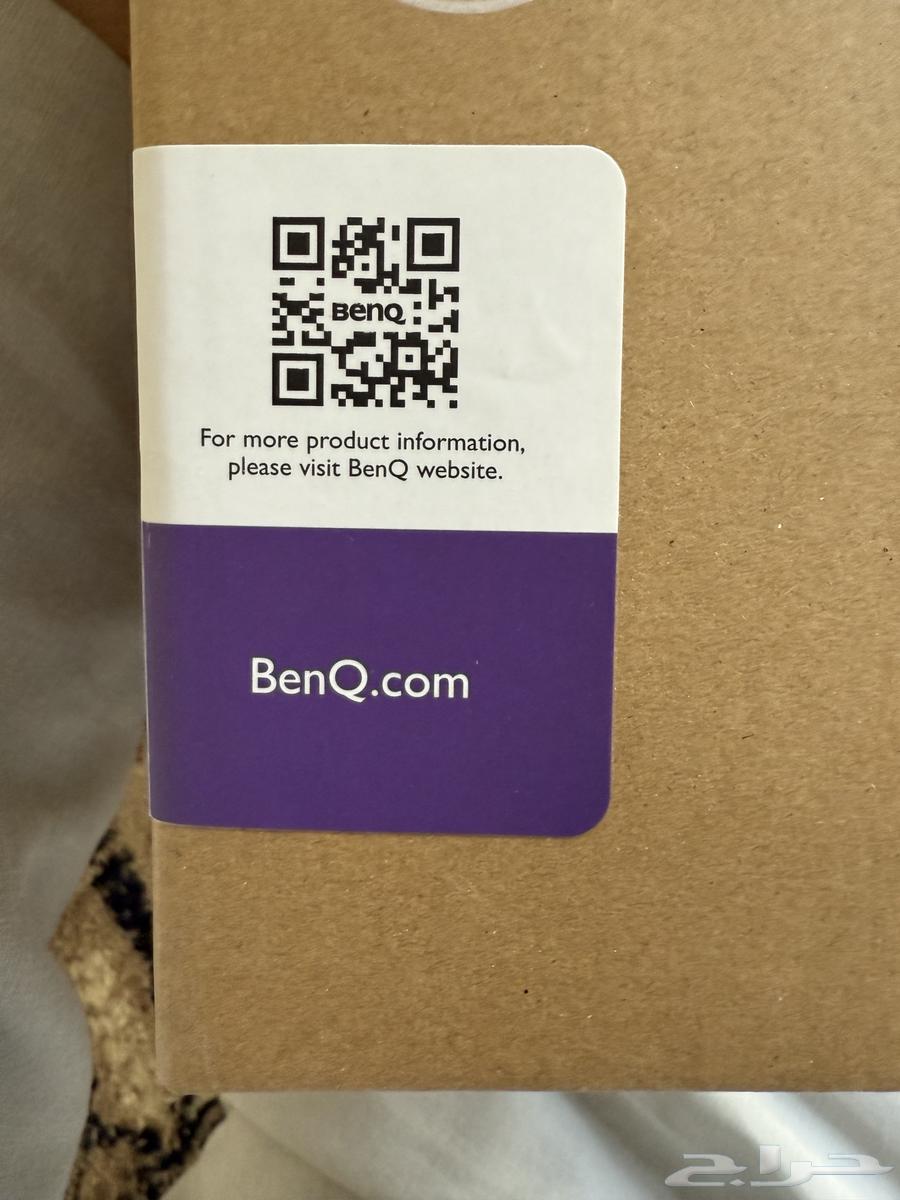 BenQ
For more product information,
please visit BenQ website.
BenQ.com
حراج